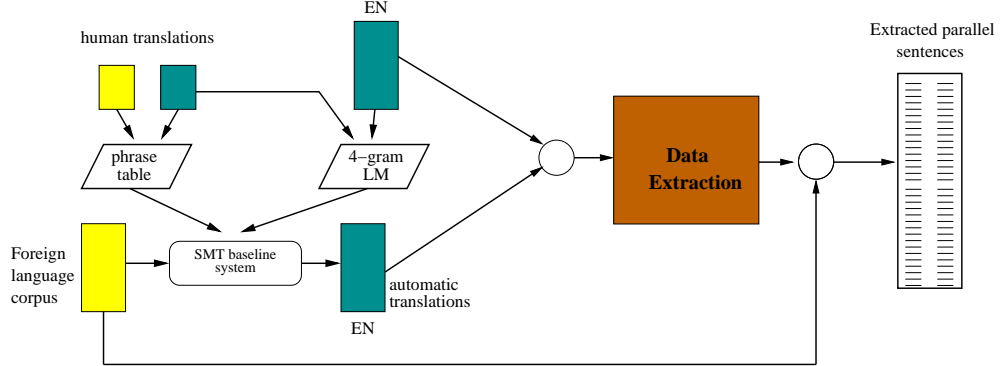 EN
human translations
Extracted parallel
sentences
phrase
table
4−gram
LM
Data
Extraction
Foreign
language
corpus
SMT baseline
system
automatic
translations
EN